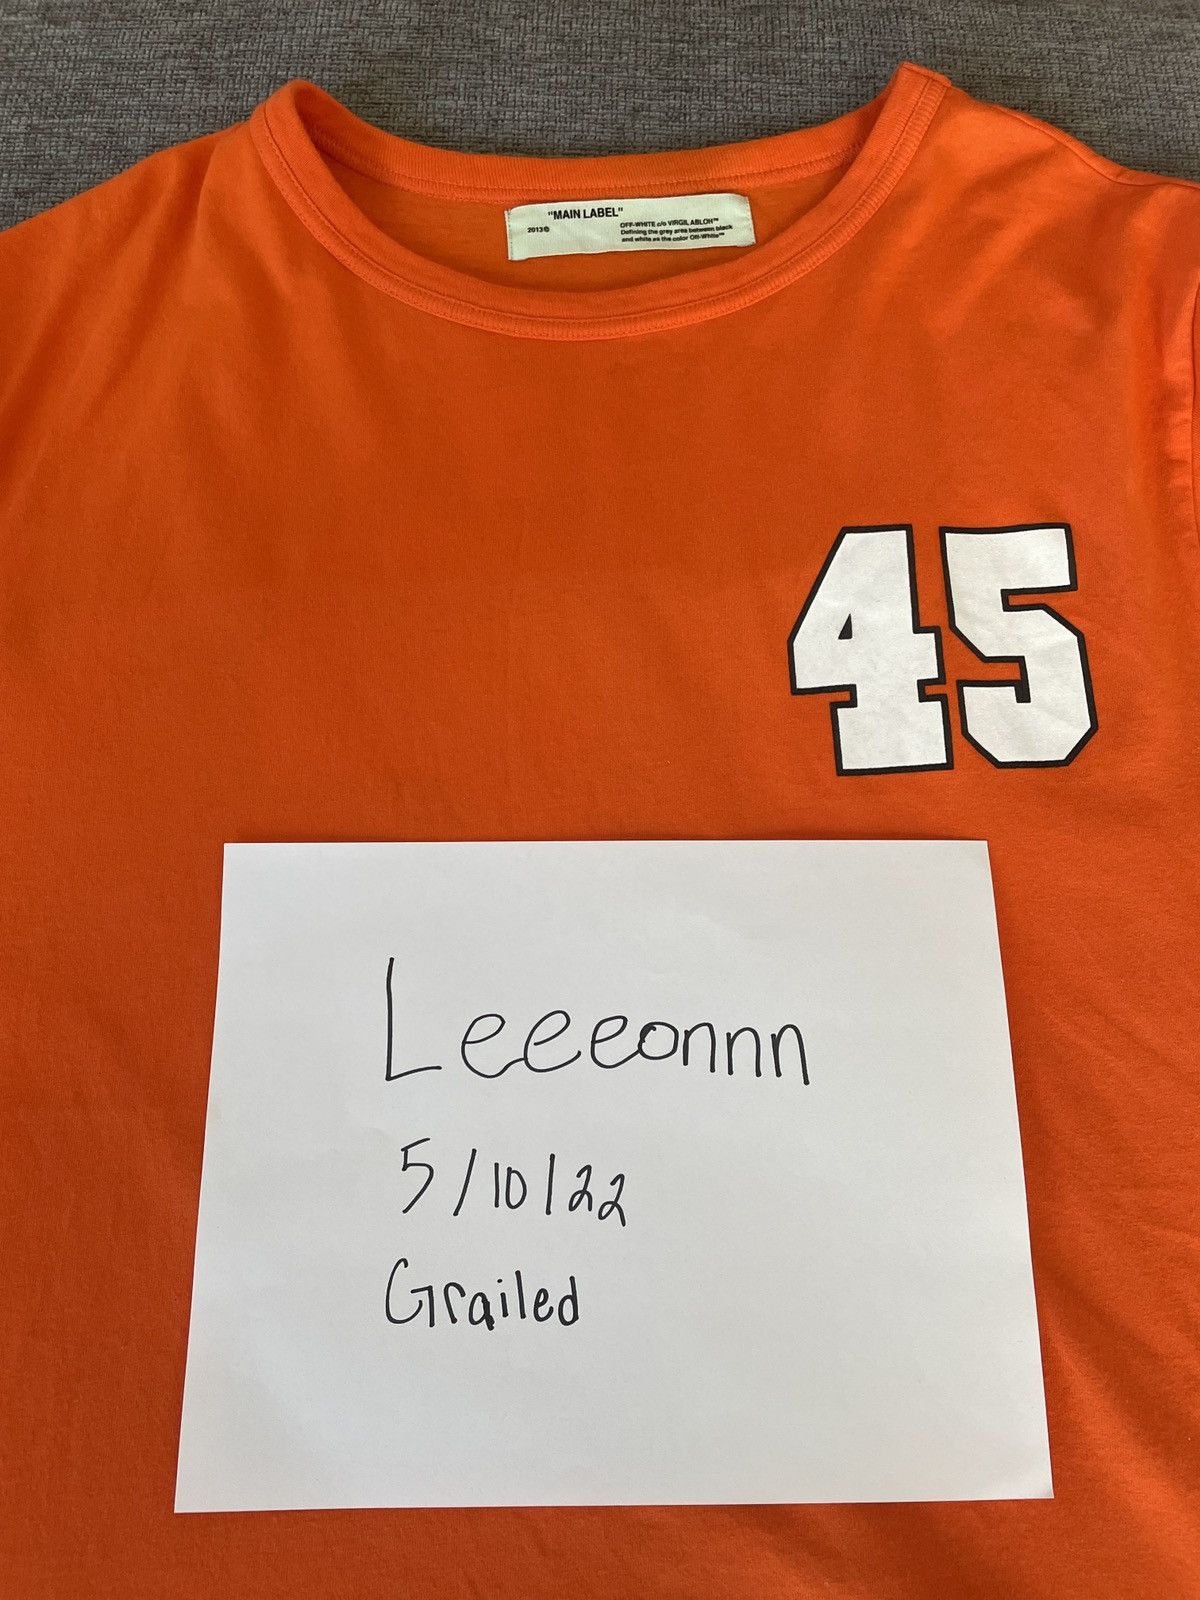 "MAIN LABEL"
2013©
OFF-WHITE c/o VIRGIL ABLOH™
Defining the grey area between black
and white as the color Off-White™
45
Leeeonnn
5/10/22
Grailed